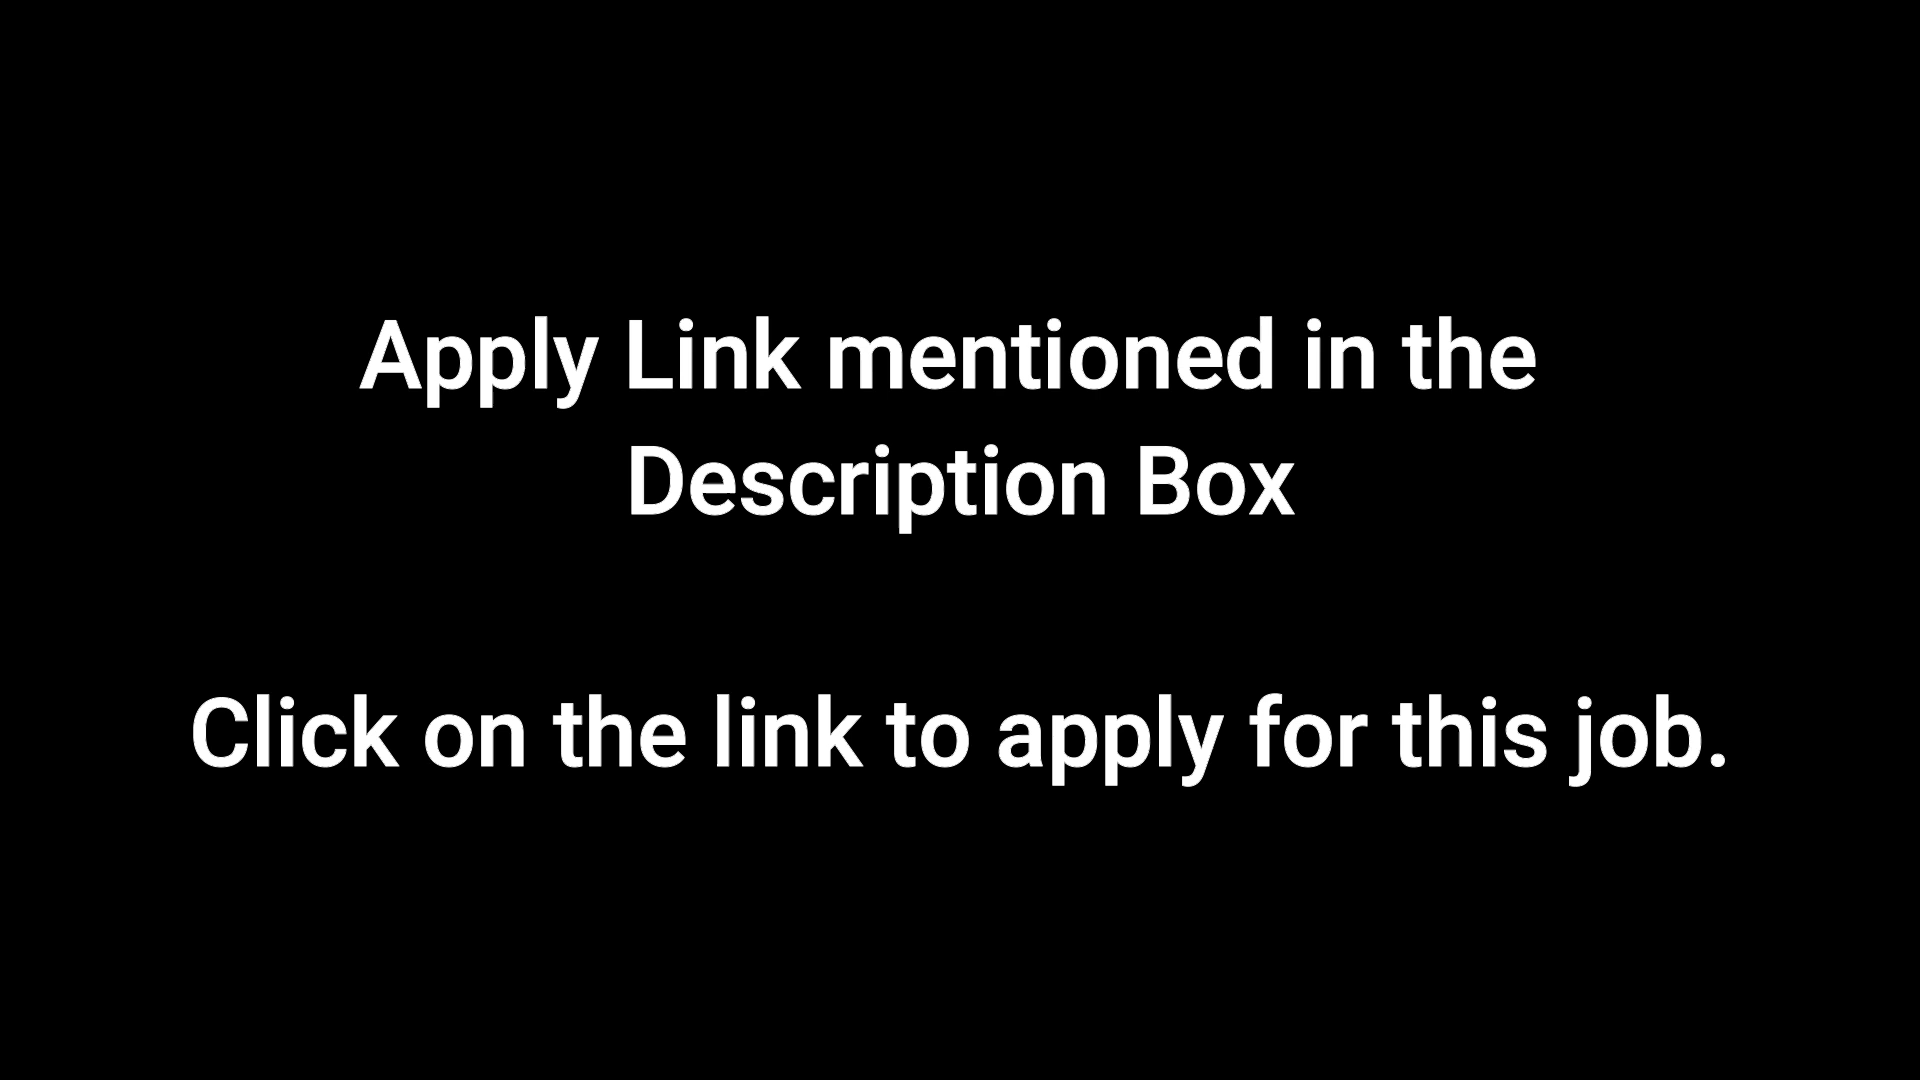 Apply Link mentioned in the
Description Box
Click on the link to apply for this job.